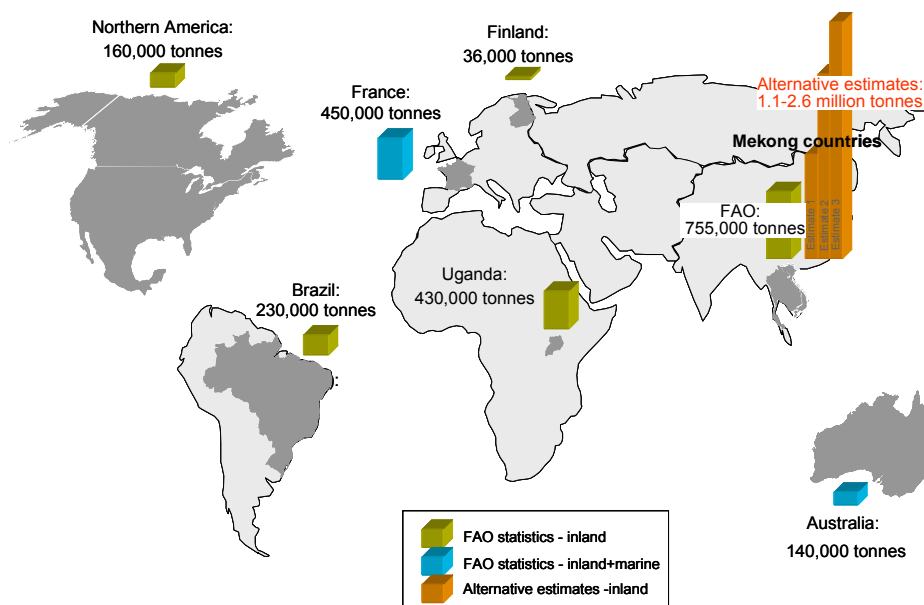 Northern America:
160,000 tonnes
Finland:
36,000 tonnes
France:
450,000 tonnes
Alternative estimates:
1.1-2.6 million tonnes
Mekong countries
FAO:
755,000 tonnes
Estimate 1
Estimate 2
Estimate 3
Uganda:
430,000 tonnes
Brazil:
230,000 tonnes
:
Australia:
140,000 tonnes
FAO statistics - inland
FAO statistics - inland+marine
Alternative estimates -inland